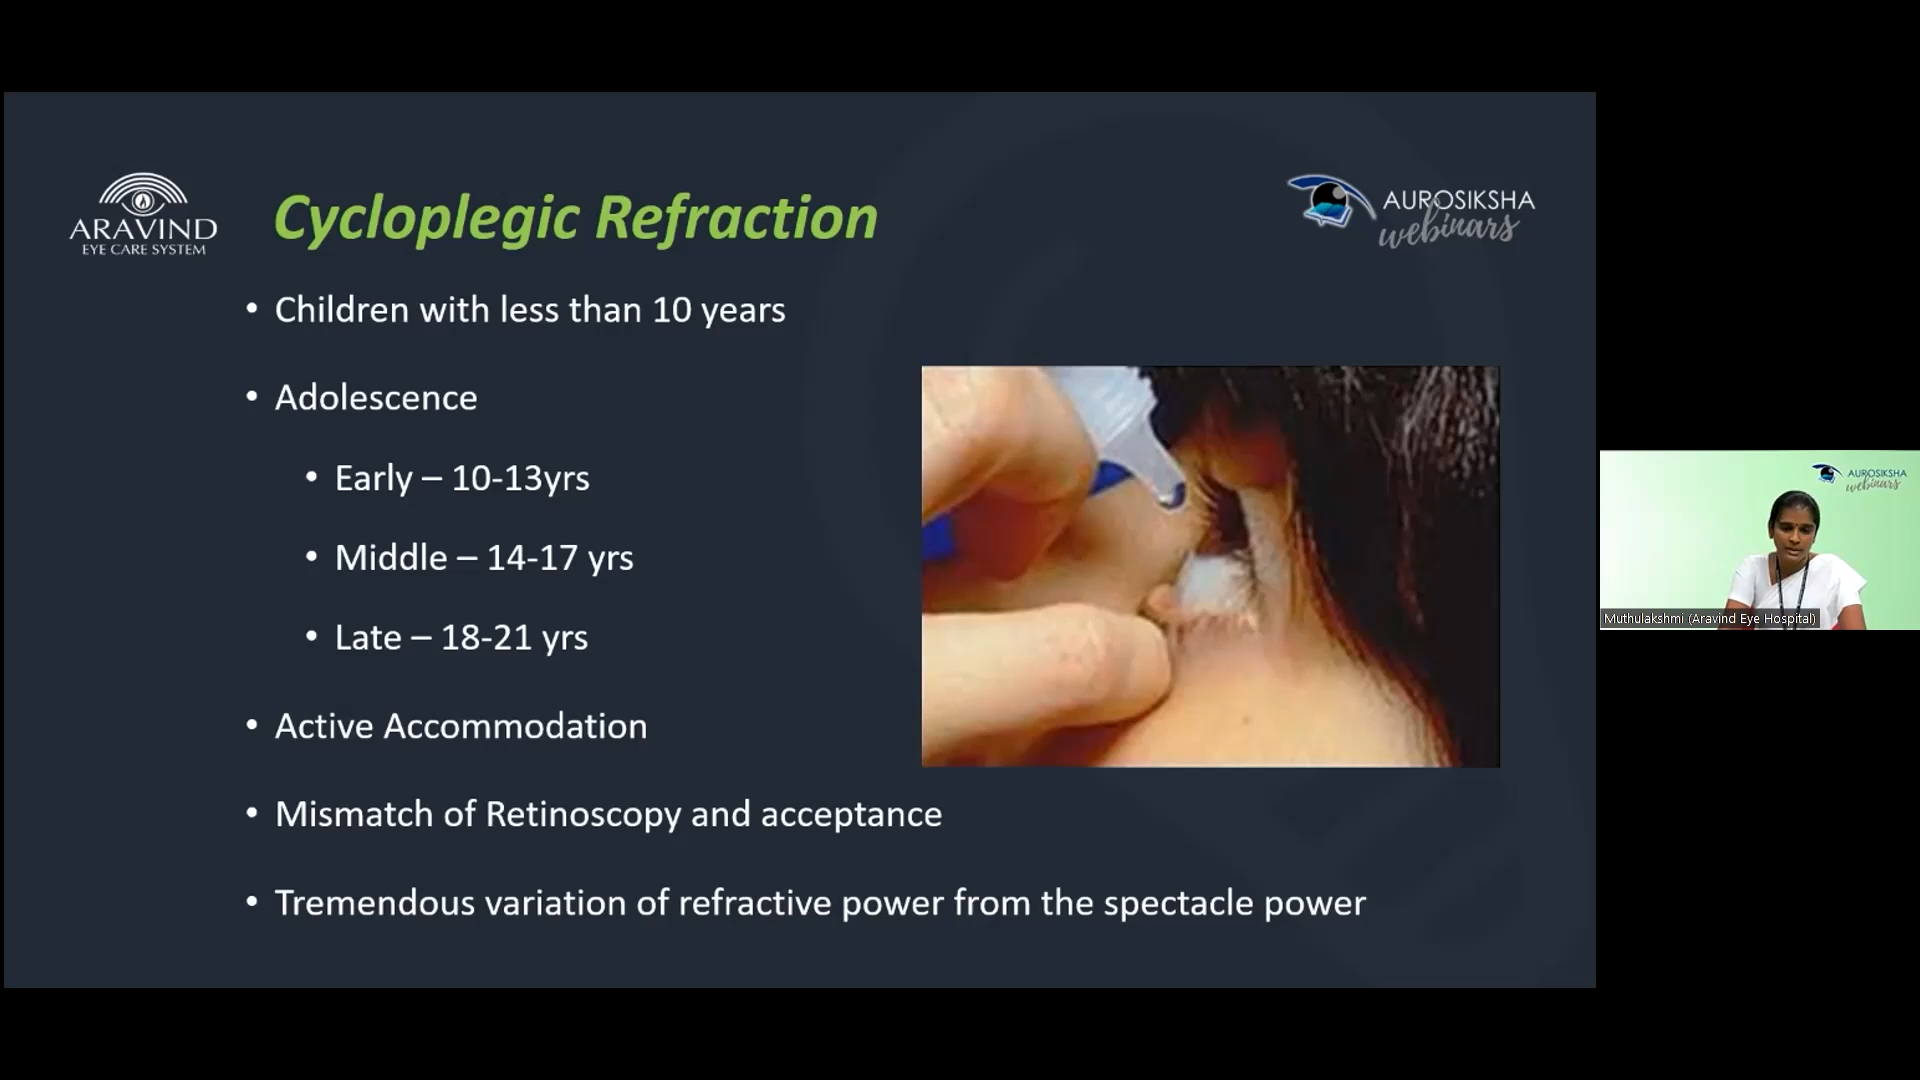 ARAVIND
EYE CARE SYSTEM
Cycloplegic Refraction
AUROSIKSHA
webinars
• Children with less than 10 years
• Adolescence
• Early – 10-13yrs
• Middle – 14-17 yrs
• Late – 18-21 yrs
• Active Accommodation
• Mismatch of Retinoscopy and acceptance
• Tremendous variation of refractive power from the spectacle power
AUROSIKSHA
webinars
Muthulakshmi (Aravind Eye Hospital)